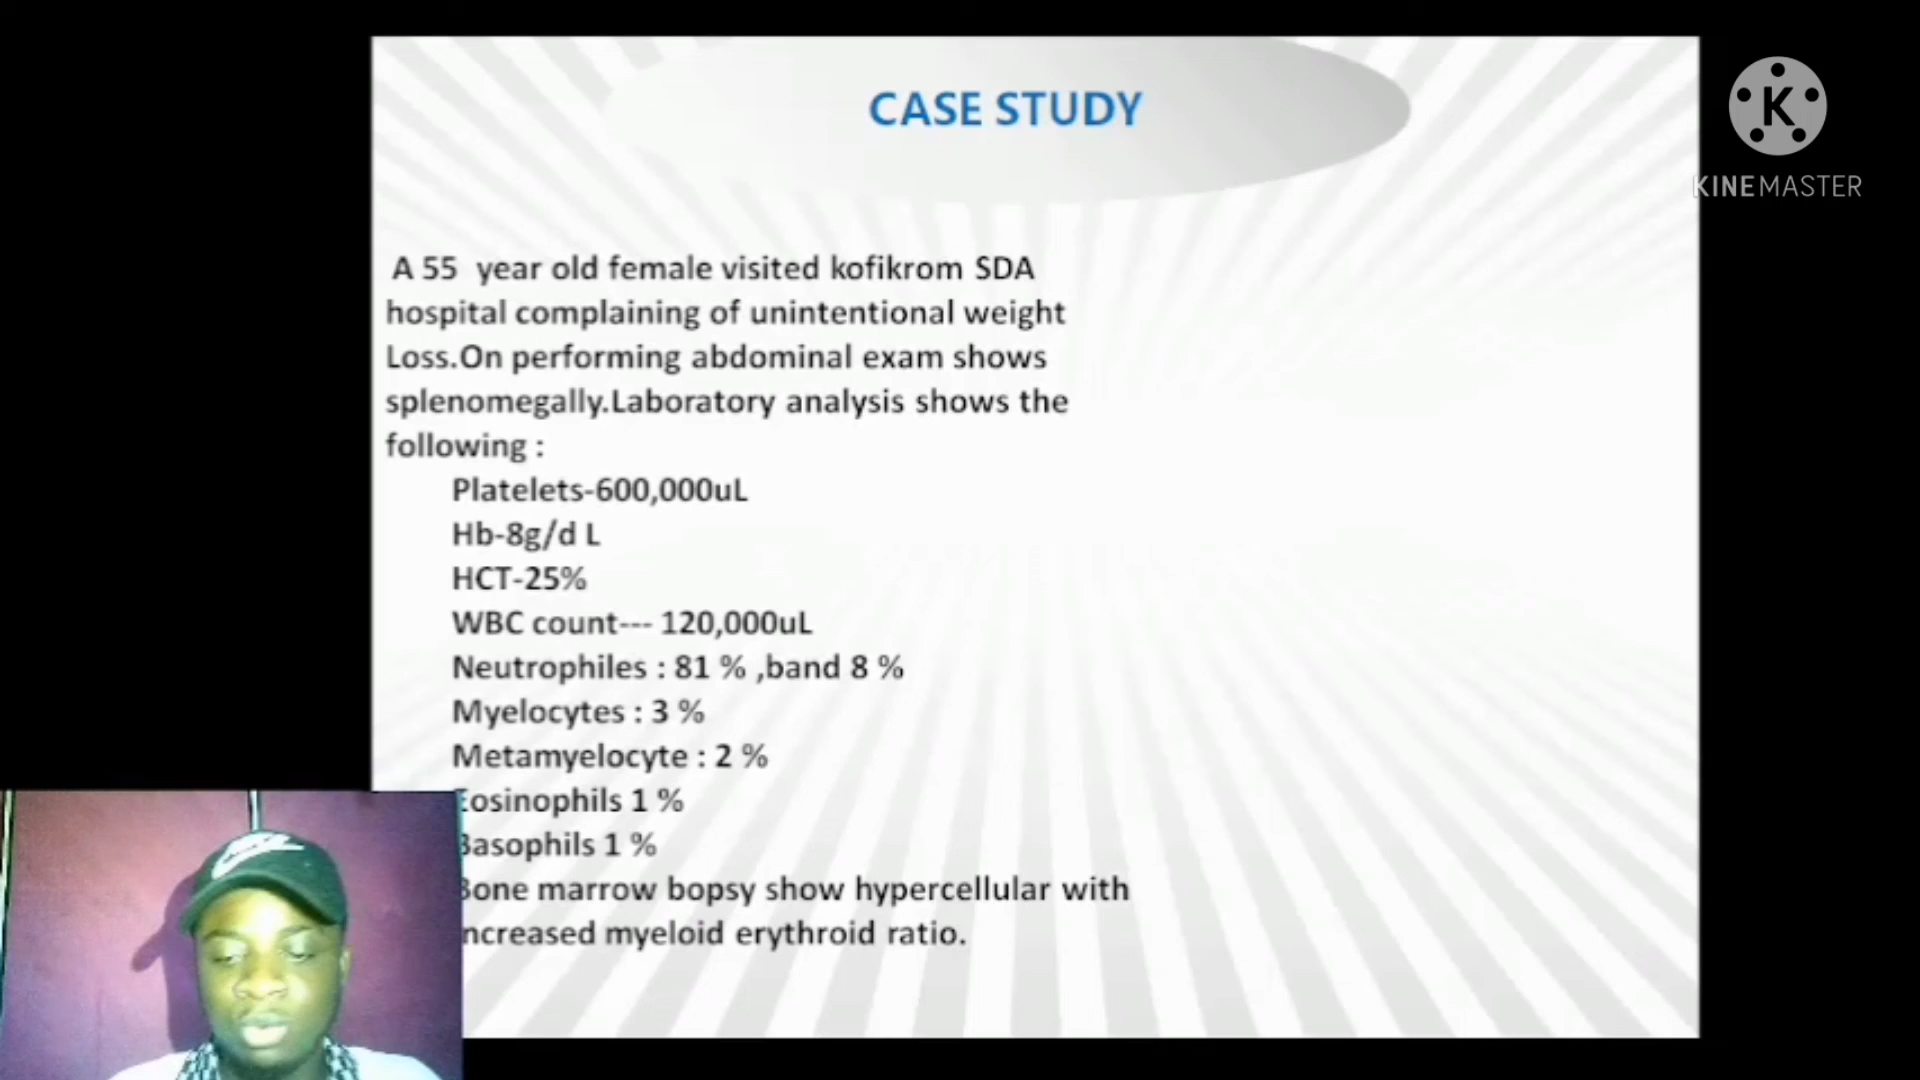 CASE STUDY
KINEMASTER
A 55 year old female visited kofikrom SDA
hospital complaining of unintentional weight
Loss.On performing abdominal exam shows
splenomegally.Laboratory analysis shows the
following :
Platelets-600,000uL
Hb-8g/d L
HCT-25%
WBC count--- 120,000uL
Neutrophiles : 81 % ,band 8 %
Myelocytes : 3 %
Metamyelocyte : 2 %
Eosinophils 1 %
Basophils 1 %
Bone marrow bopsy show hypercellular with
ncreased myeloid erythroid ratio.